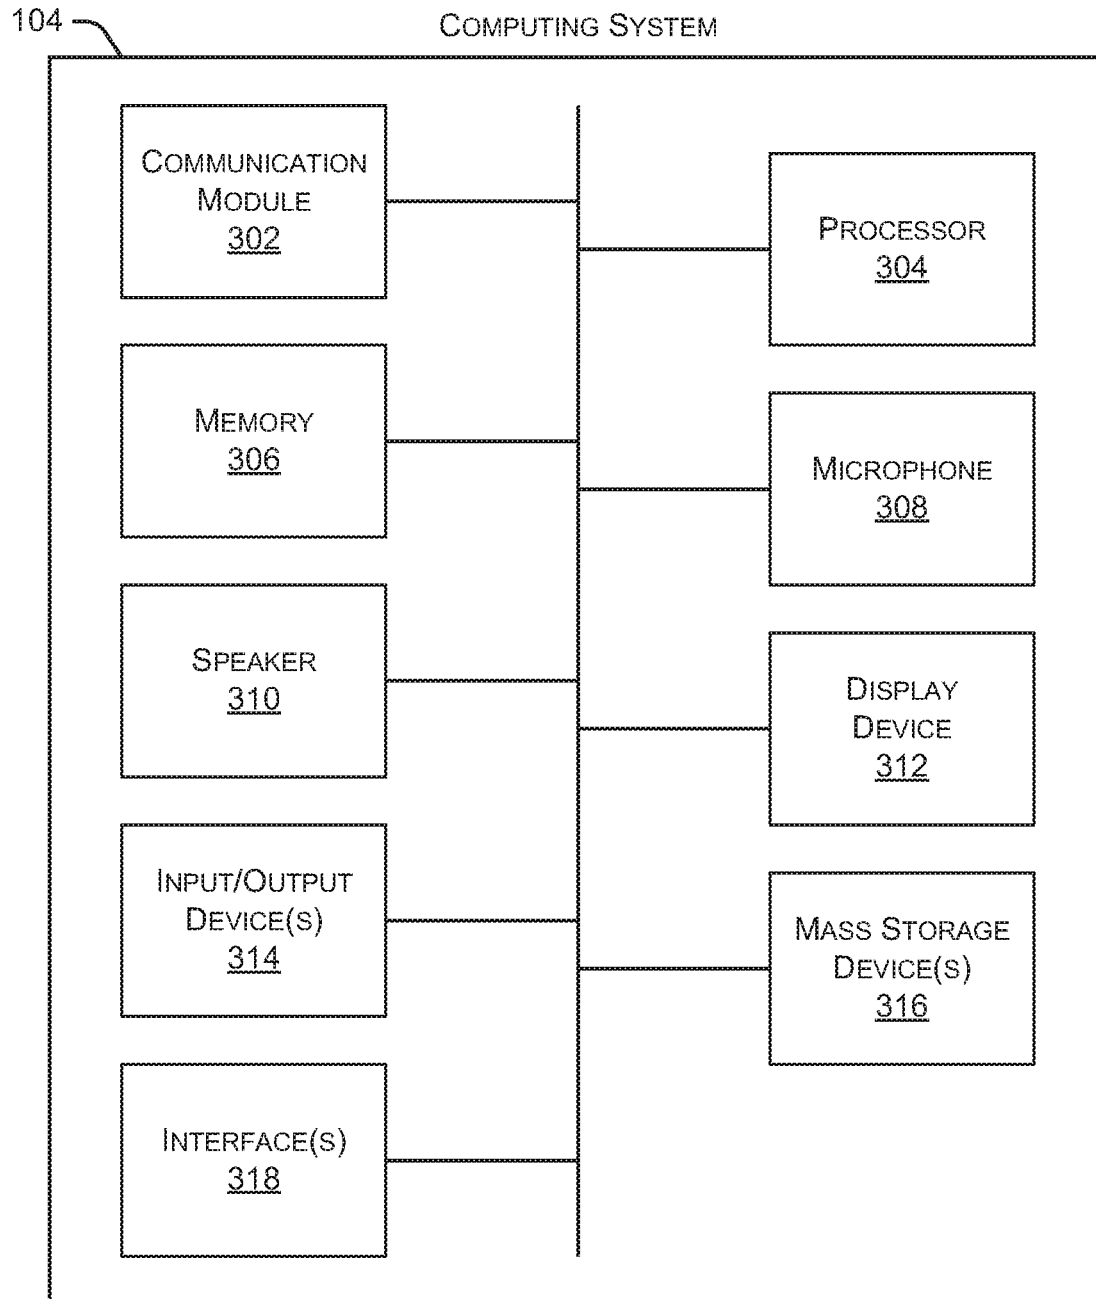 104
COMPUTING SYSTEM
COMMUNICATION
MODULE
302
PROCESSOR
304
MEMORY
306
MICROPHONE
308
SPEAKER
310
DISPLAY
DEVICE
312
INPUT/OUTPUT
DEVICE(S)
314
MASS STORAGE
DEVICE(S)
316
INTERFACE(S)
318